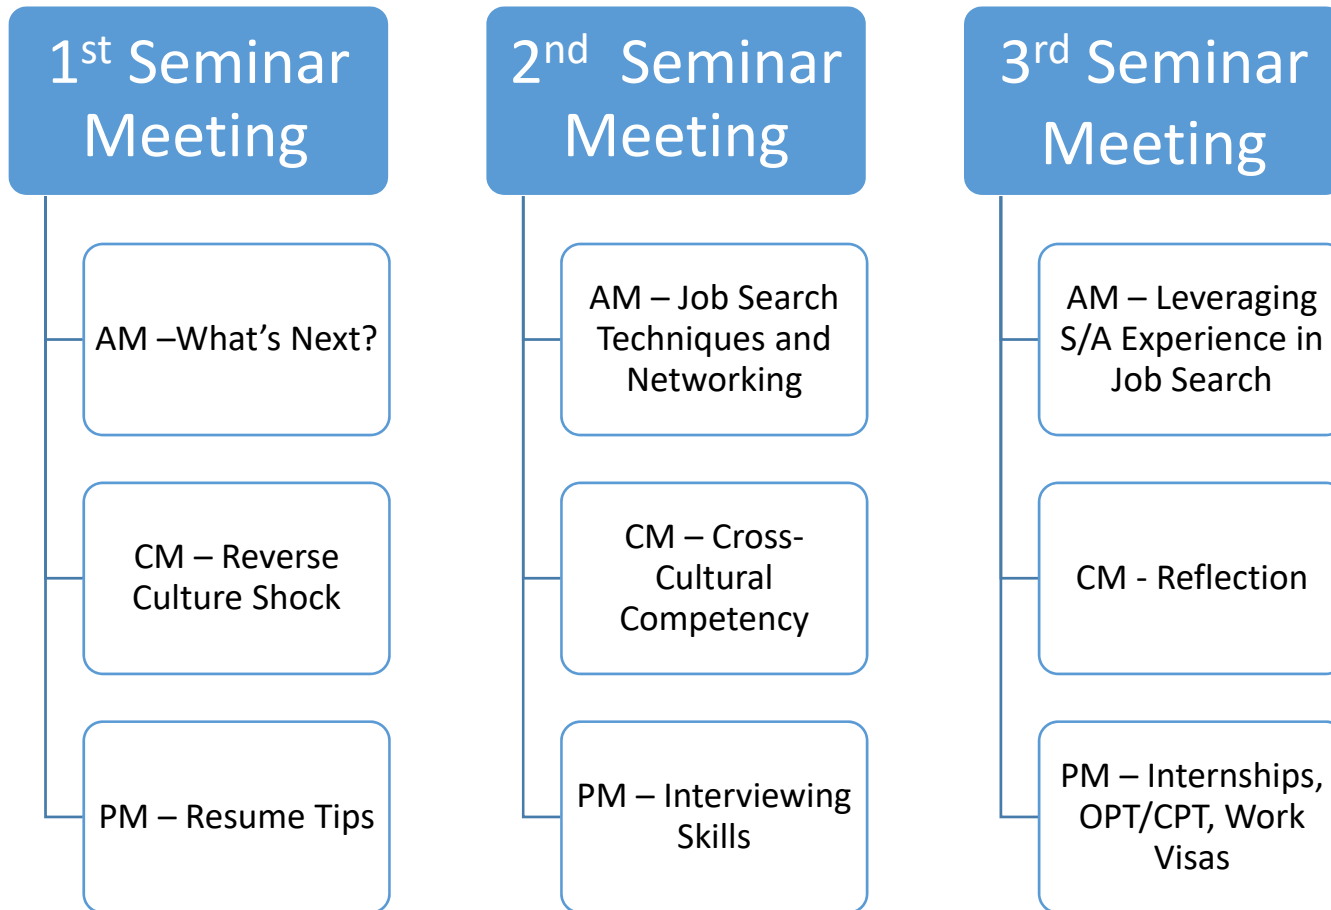 1st Seminar
Meeting
AM –What’s Next?
CM – Reverse
Culture Shock
PM – Resume Tips
2nd Seminar
Meeting
AM – Job Search
Techniques and
Networking
CM – Cross-
Cultural
Competency
PM – Interviewing
Skills
3rd Seminar
Meeting
AM – Leveraging
S/A Experience in
Job Search
CM - Reflection
PM – Internships,
OPT/CPT, Work
Visas